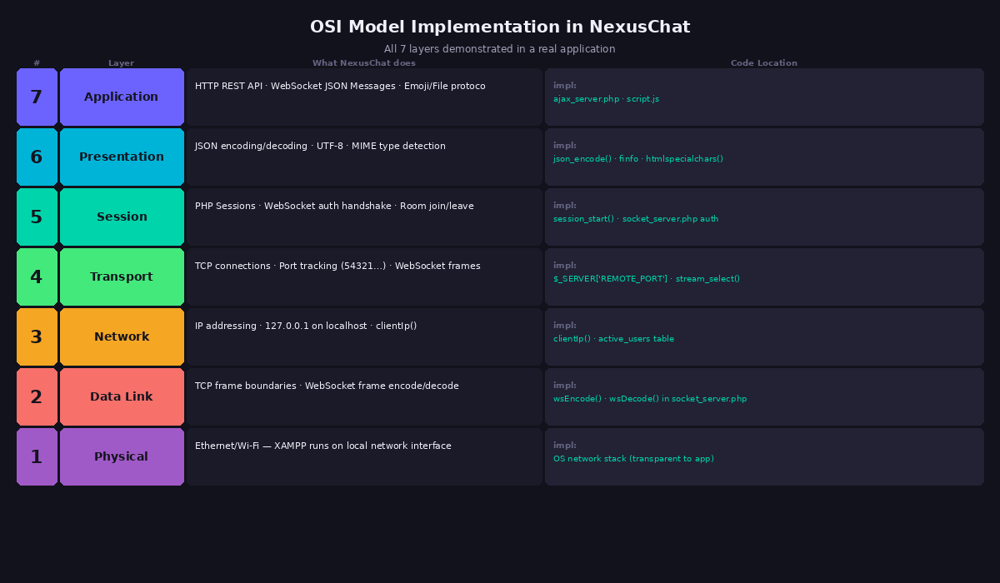 OSI Model Implementation in NexusChat
All 7 layers demonstrated in a real application
# Layer What NexusChat does Code Location
7 Application HTTP REST API · WebSocket JSON Messages · Emoji/File protoco impl:
ajax_server.php · script.js
6 Presentation JSON encoding/decoding · UTF-8 · MIME type detection impl:
json_encode() · finfo · htmlspecialchars()
5 Session PHP Sessions · WebSocket auth handshake · Room join/leave impl:
session_start() · socket_server.php auth
4 Transport TCP connections · Port tracking (54321...) · WebSocket frames impl:
$_SERVER['REMOTE_PORT'] · stream_select()
3 Network IP addressing · 127.0.0.1 on localhost · clientIp() impl:
clientIp() · active_users table
2 Data Link TCP frame boundaries · WebSocket frame encode/decode impl:
wsEncode() · wsDecode() in socket_server.php
1 Physical Ethernet/Wi-Fi — XAMPP runs on local network interface impl:
OS network stack (transparent to app)